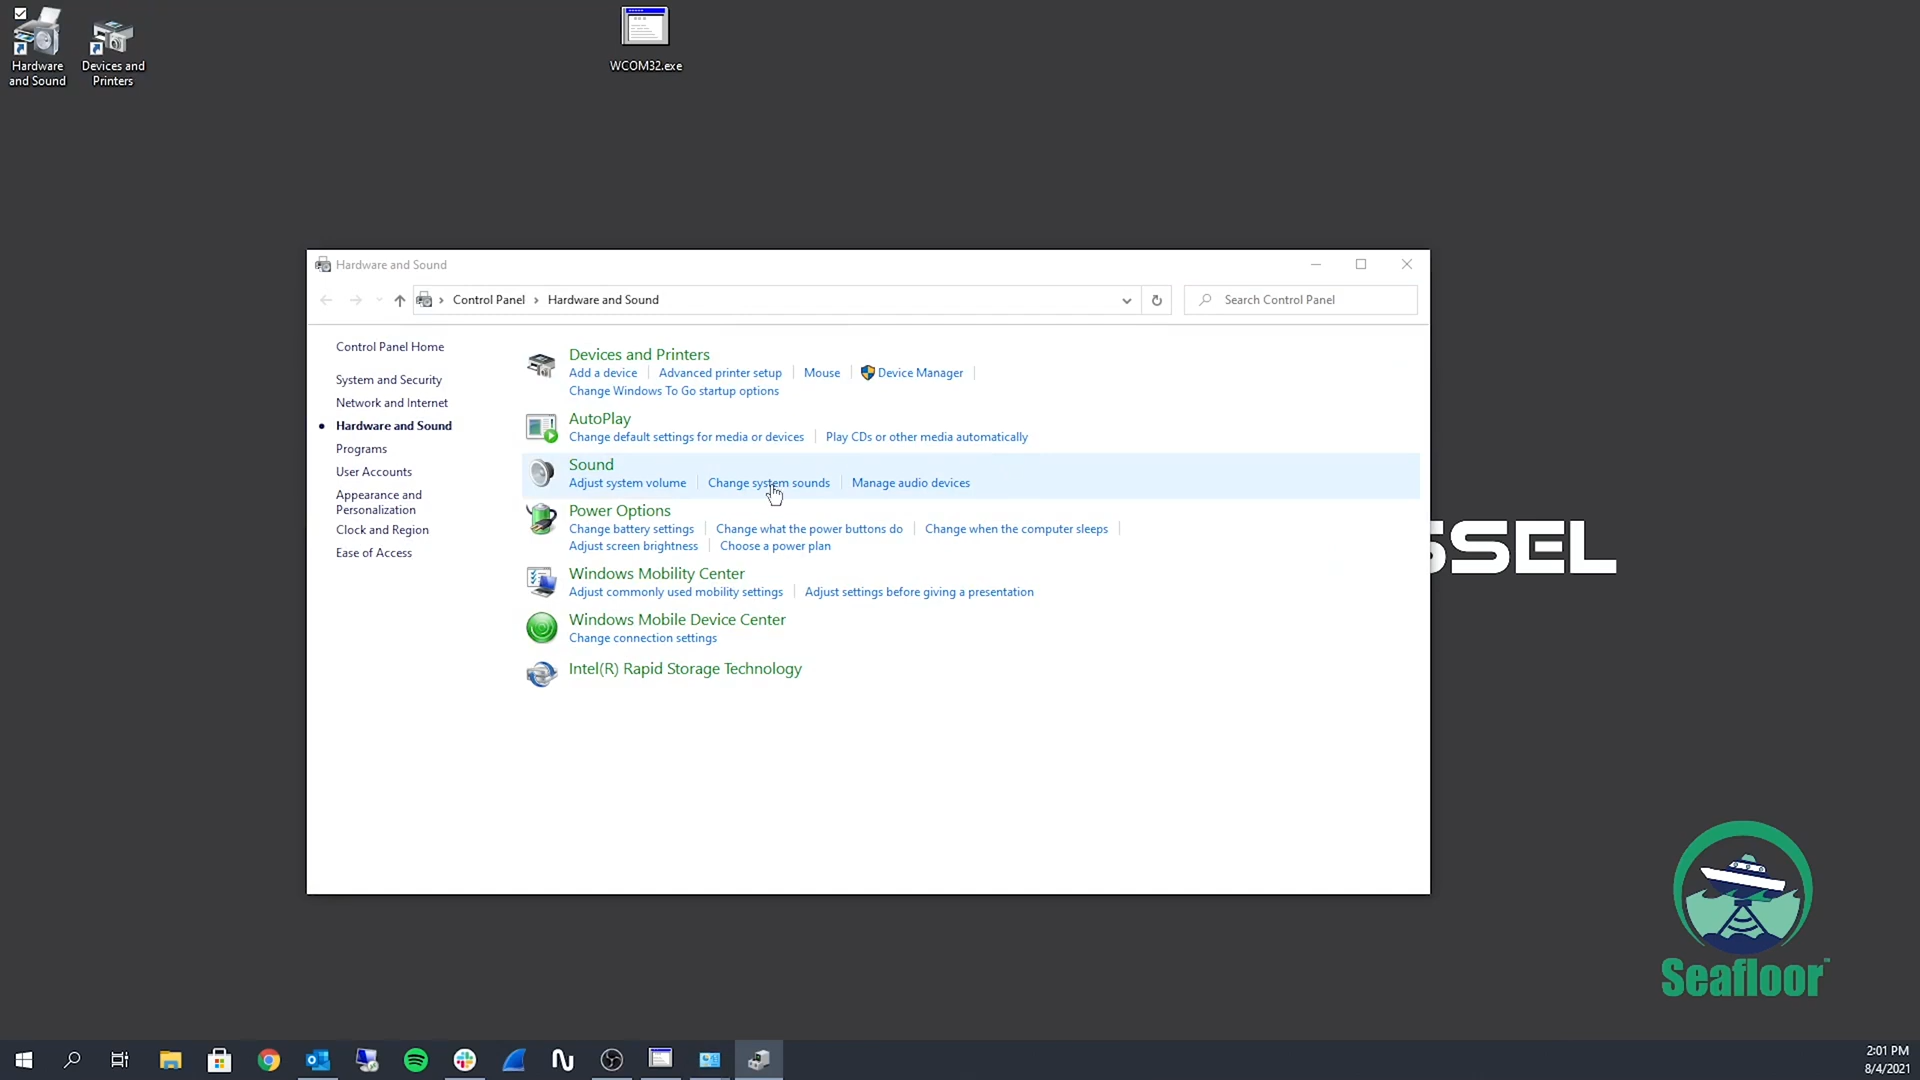 Hardware
and Sound
Devices and
Printers
WCOM32.exe
Hardware and Sound
Control Panel
Hardware and Sound
Search Control Panel
Control Panel Home
System and Security
Network and Internet
Hardware and Sound
Programs
User Accounts
Appearance and
Personalization
Clock and Region
Ease of Access
Devices and Printers
Add a device
Advanced printer setup
Mouse
Device Manager
Change Windows To Go startup options
AutoPlay
Change default settings for media or devices
Play CDs or other media automatically
Sound
Adjust system volume
Change system sounds
Manage audio devices
Power Options
Change battery settings
Change what the power buttons do
Change when the computer sleeps
Adjust screen brightness
Choose a power plan
Windows Mobility Center
Adjust commonly used mobility settings
Adjust settings before giving a presentation
Windows Mobile Device Center
Change connection settings
Intel(R) Rapid Storage Technology
SSEL
Seafloor™
2:01 PM
8/4/2021